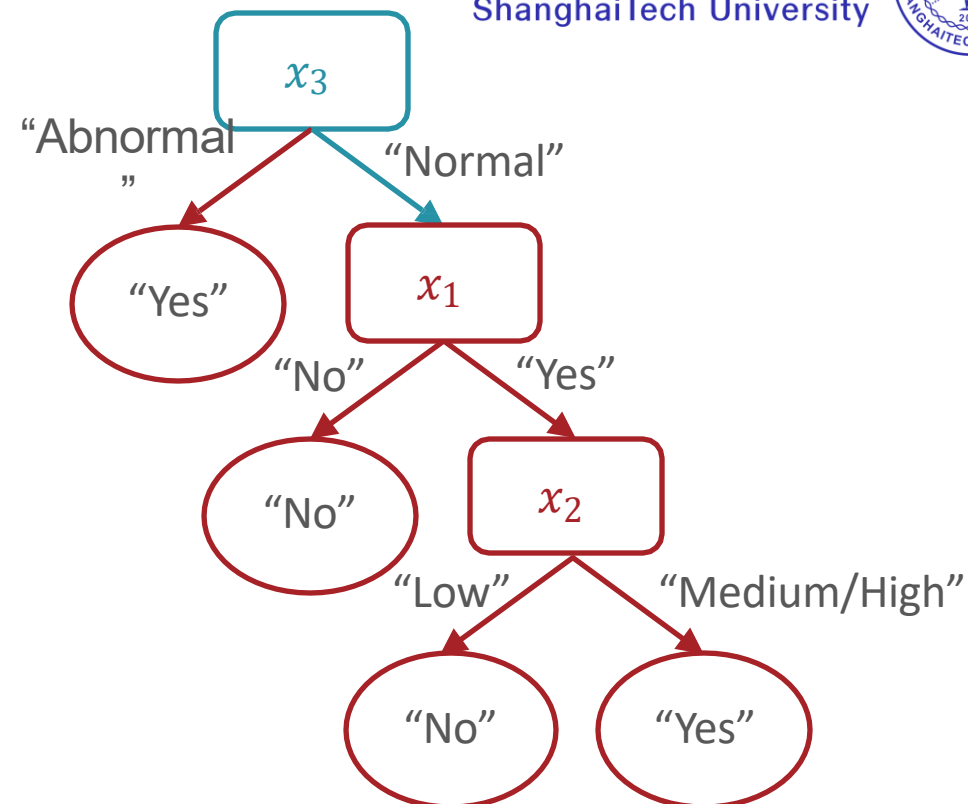 ShanghaiTech University
x₃
“Abnormal
”
“Normal”
“Yes”
x₁
“No”
“Yes”
“No”
x₂
“Low”
“Medium/High”
“No”
“Yes”